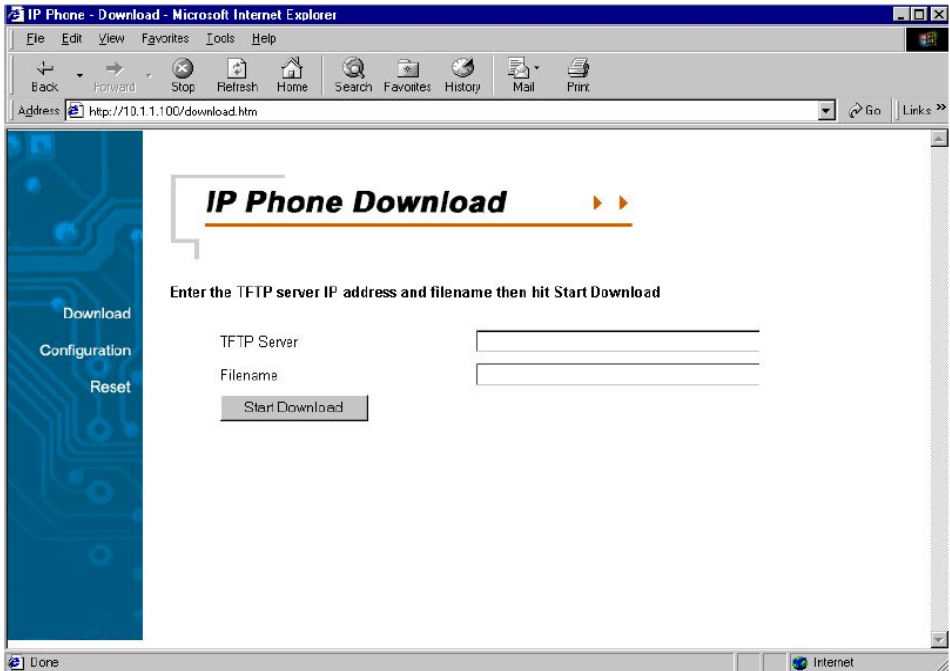 IP Phone - Download - Microsoft Internet Explorer
File Edit View Favorites Tools Help
Back Forward Stop Refresh Home Search Favorites History Mail Print
Address http://10.1.1.100/download.htm Go Links »
IP Phone Download
Enter the TFTP server IP address and filename then hit Start Download
Download
Configuration
Reset
TFTP Server
Filename
Start Download
Done Internet